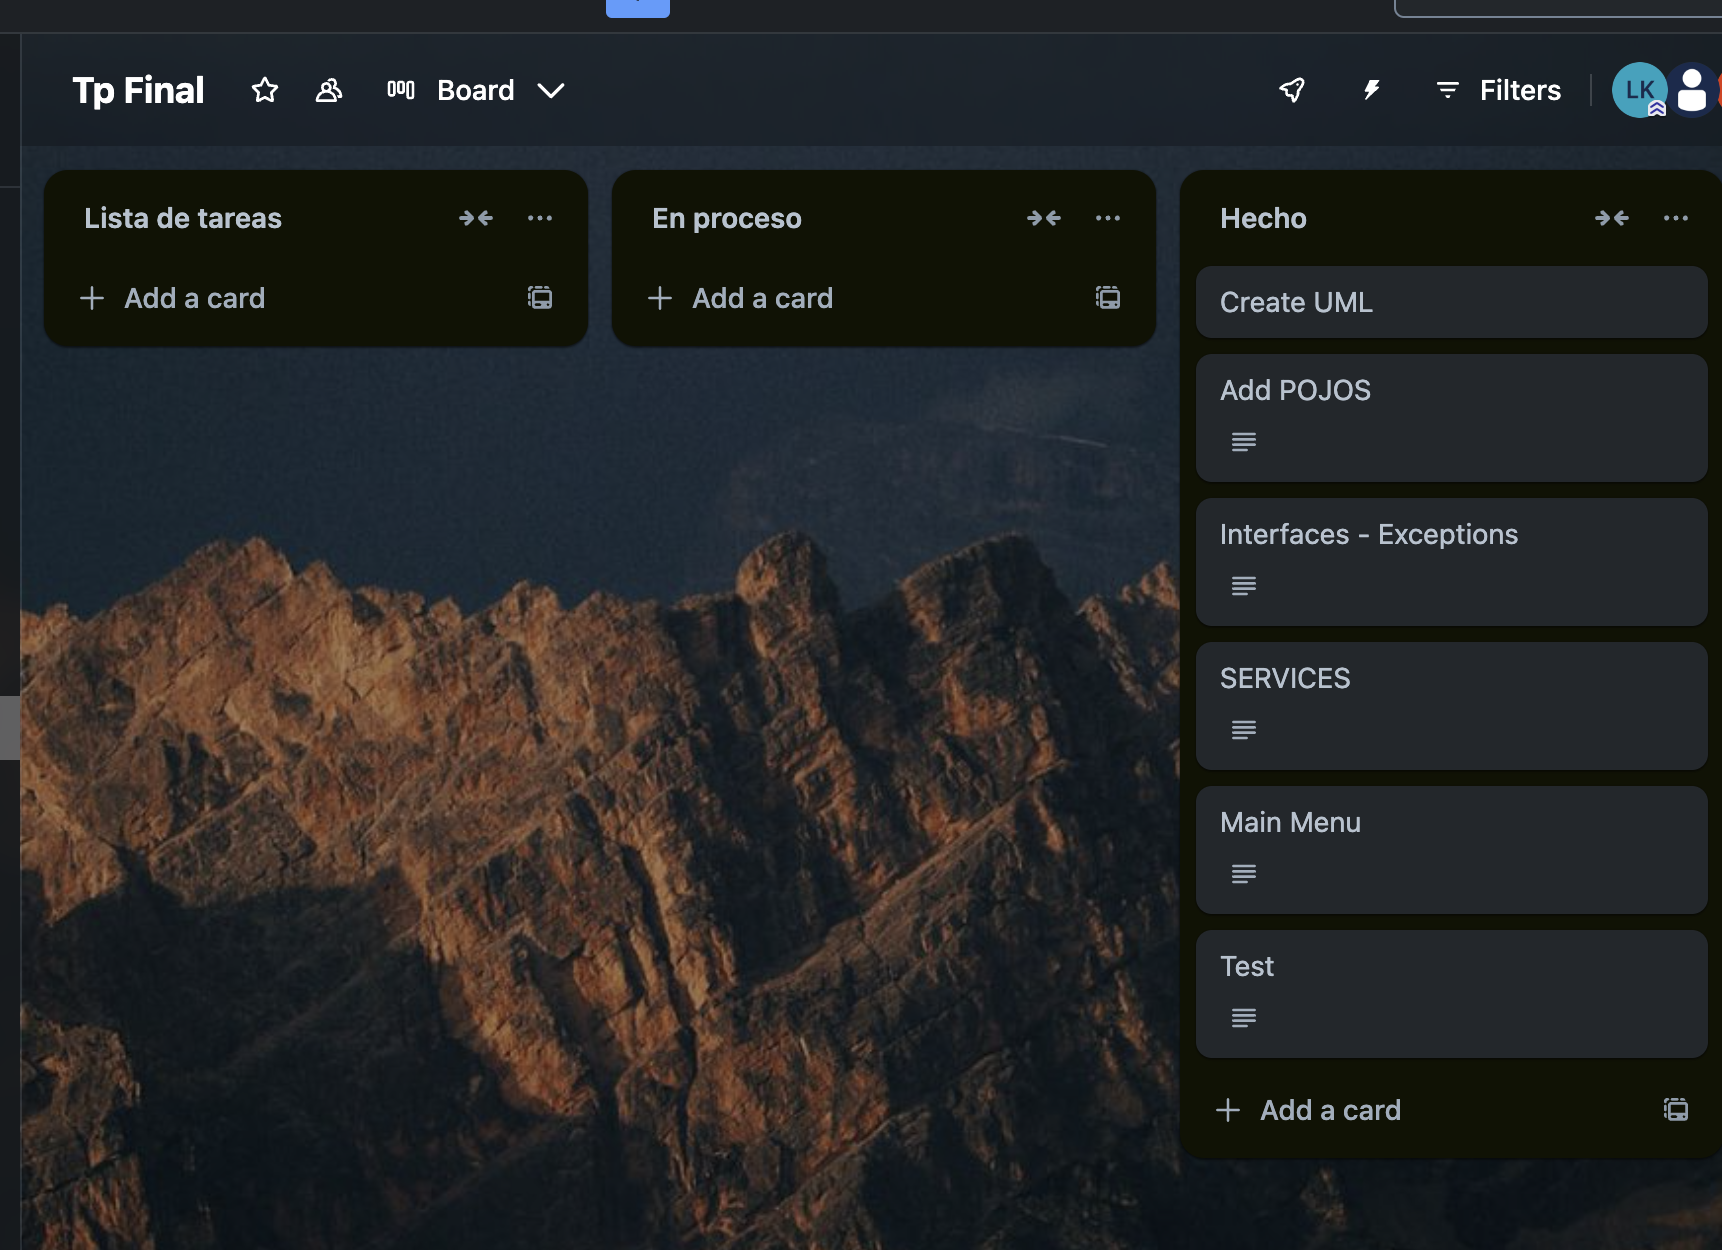 Tp Final
Board
Filters
LK
Lista de tareas
Add a card
En proceso
Add a card
Hecho
Create UML
Add POJOS
Interfaces - Exceptions
SERVICES
Main Menu
Test
Add a card